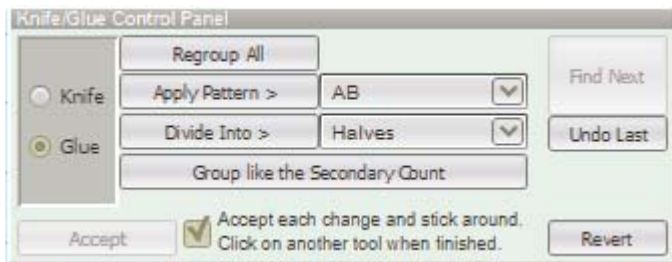 Knife/Glue Control Panel
Regroup All
Knife
Apply Pattern >
AB
Find Next
Glue
Divide Into >
Halves
Undo Last
Group like the Secondary Count
Accept
Accept each change and stick around.
Click on another tool when finished.
Revert